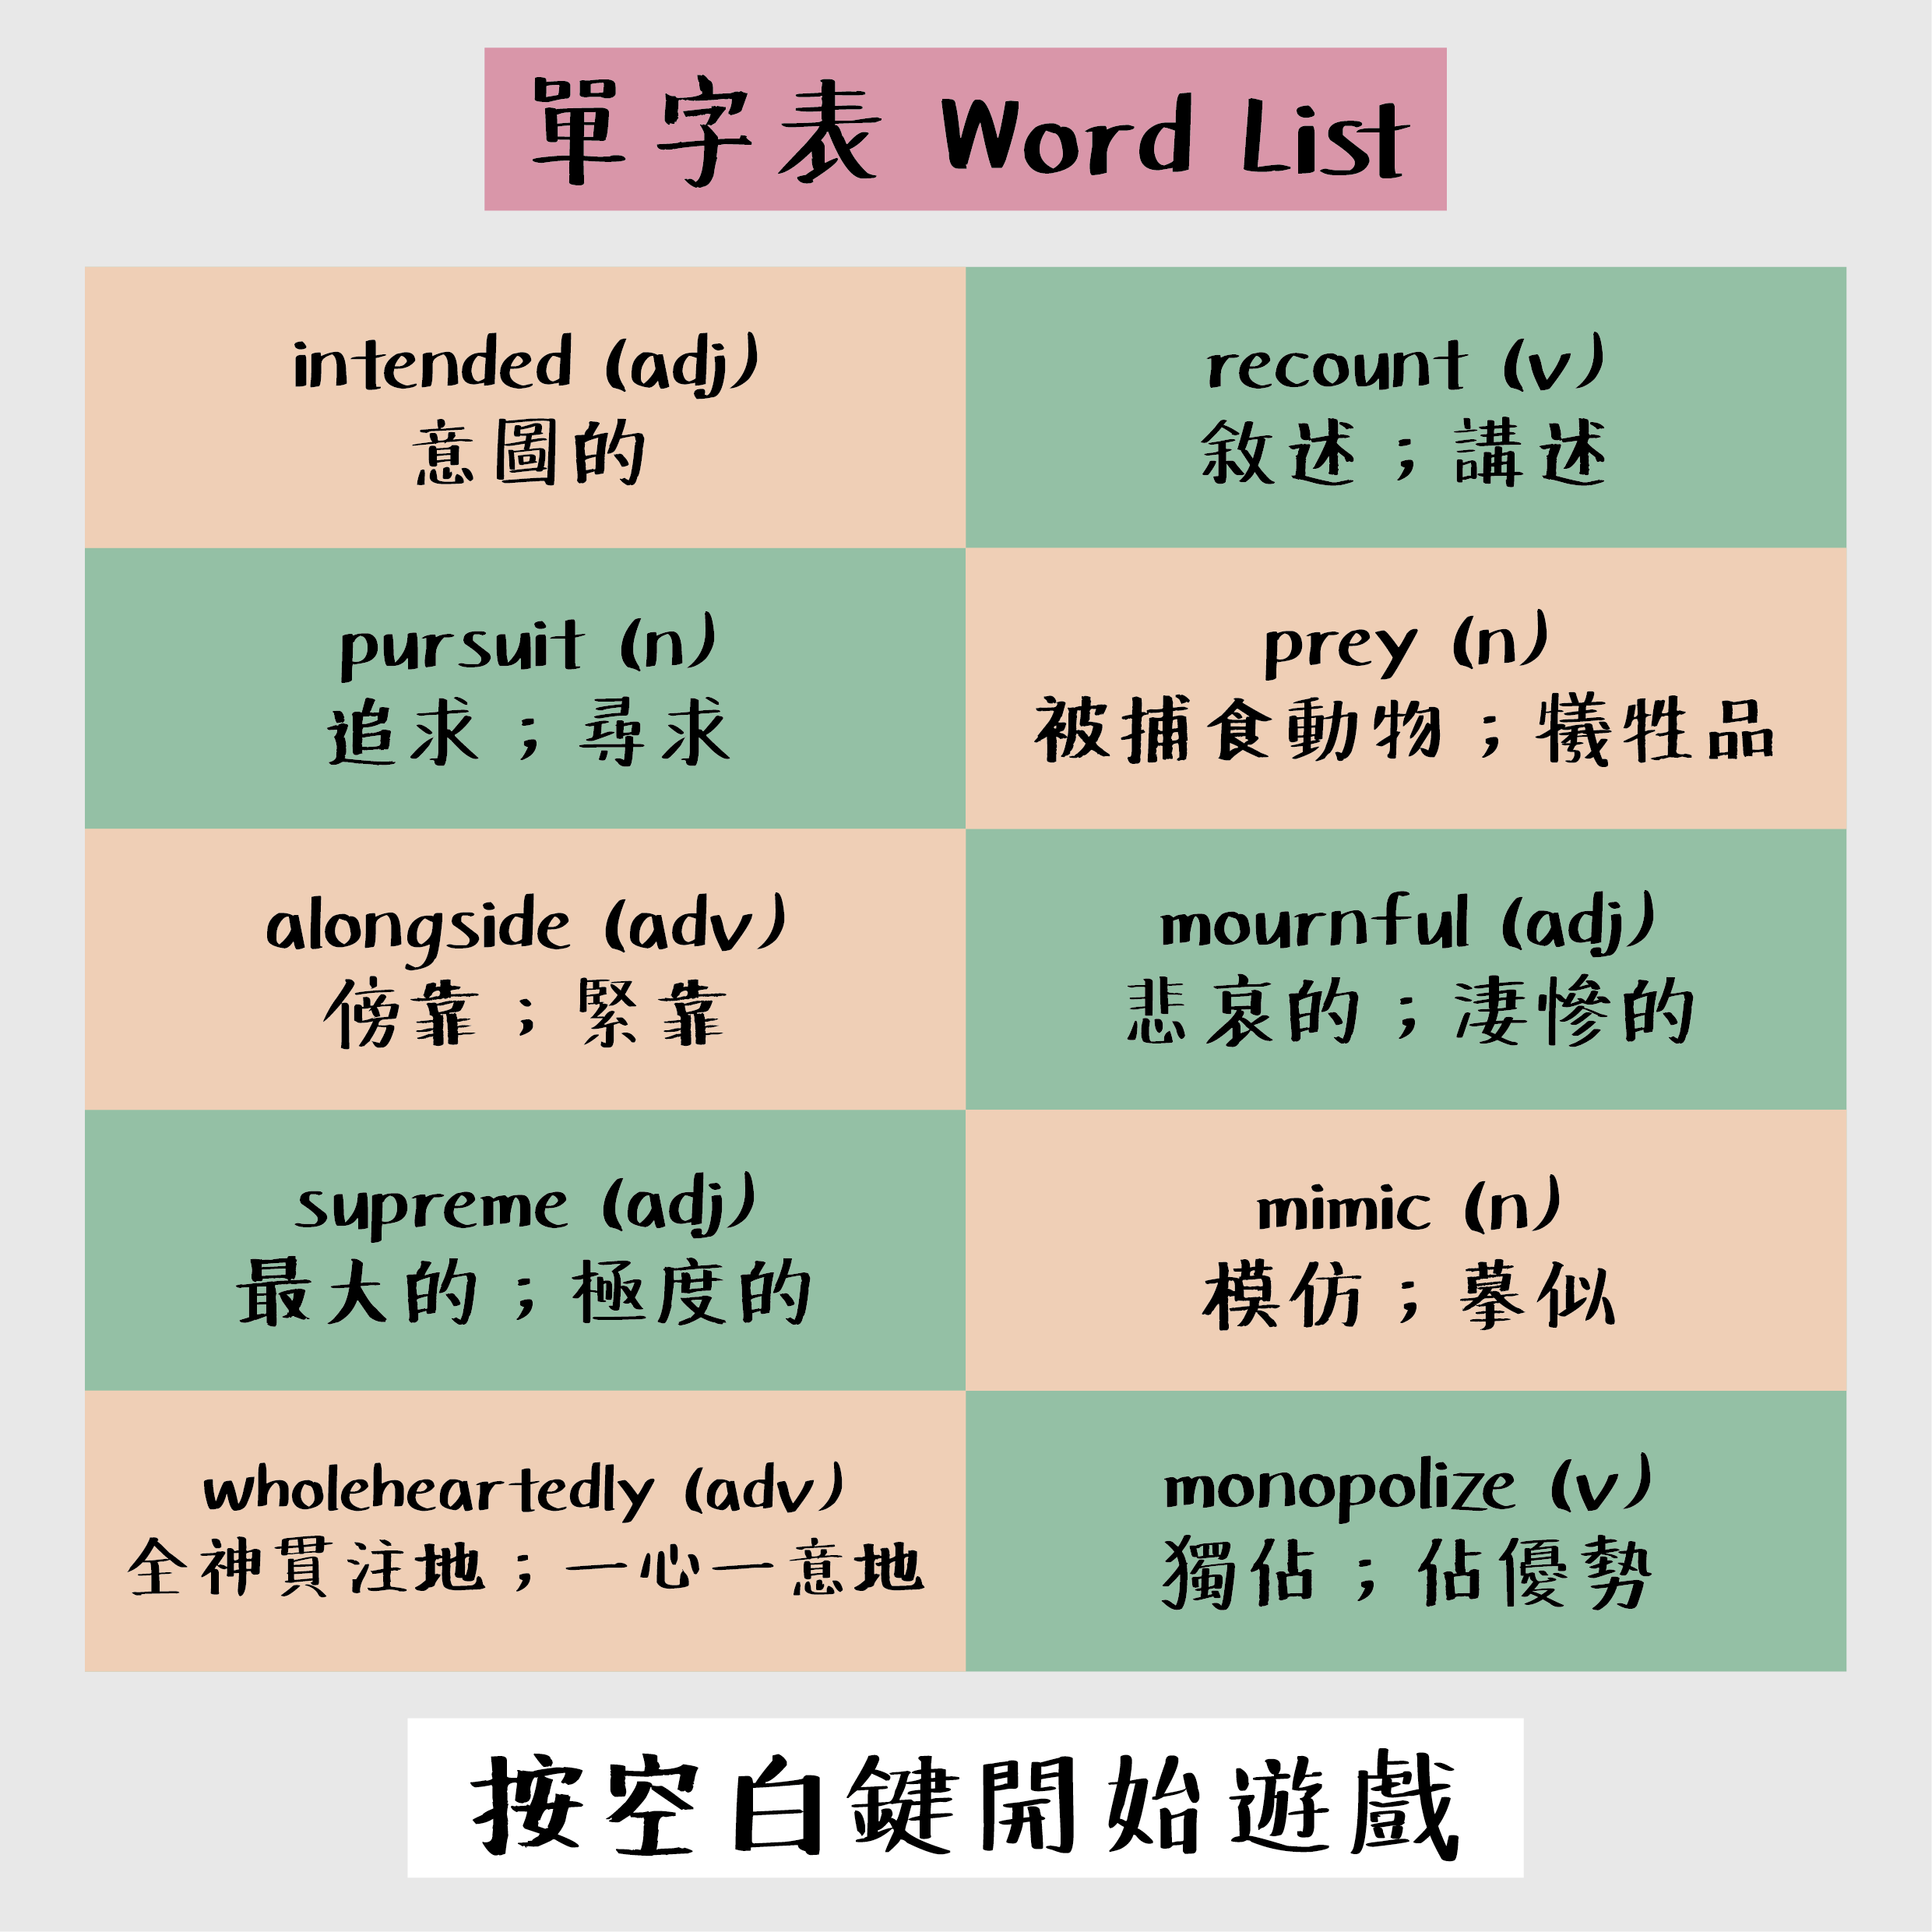 單字表 Word List
intended (adj)
意圖的
recount (v)
敘述；講述
pursuit (n)
追求；尋求
prey (n)
被捕食動物；犧牲品
alongside (adv)
傍靠；緊靠
mournful (adj)
悲哀的；淒慘的
supreme (adj)
最大的；極度的
mimic (n)
模仿；摹似
wholeheartedly (adv)
全神貫注地；一心一意地
monopolize (v)
獨佔；佔優勢
按空白鍵開始遊戲